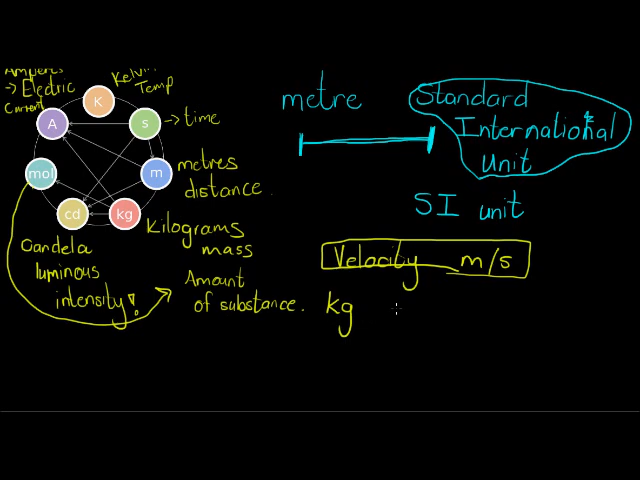 Amperes
-> Electric
Current
Kelvin
Temp
K
A
s
-> time
mol
m
metres
distance
cd
kg
Kilograms
mass
Candela
luminous
intensity!
Amount
of substance.
metre
Standard
International
Unit
SI unit
Velocity m/s
kg